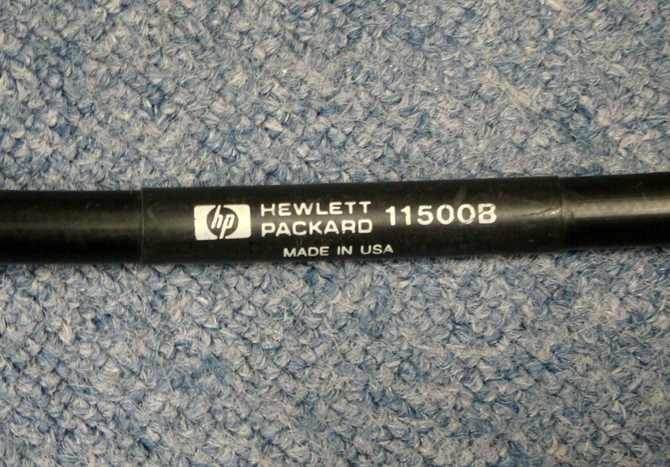 hp HEWLETT PACKARD 11500B
MADE IN USA